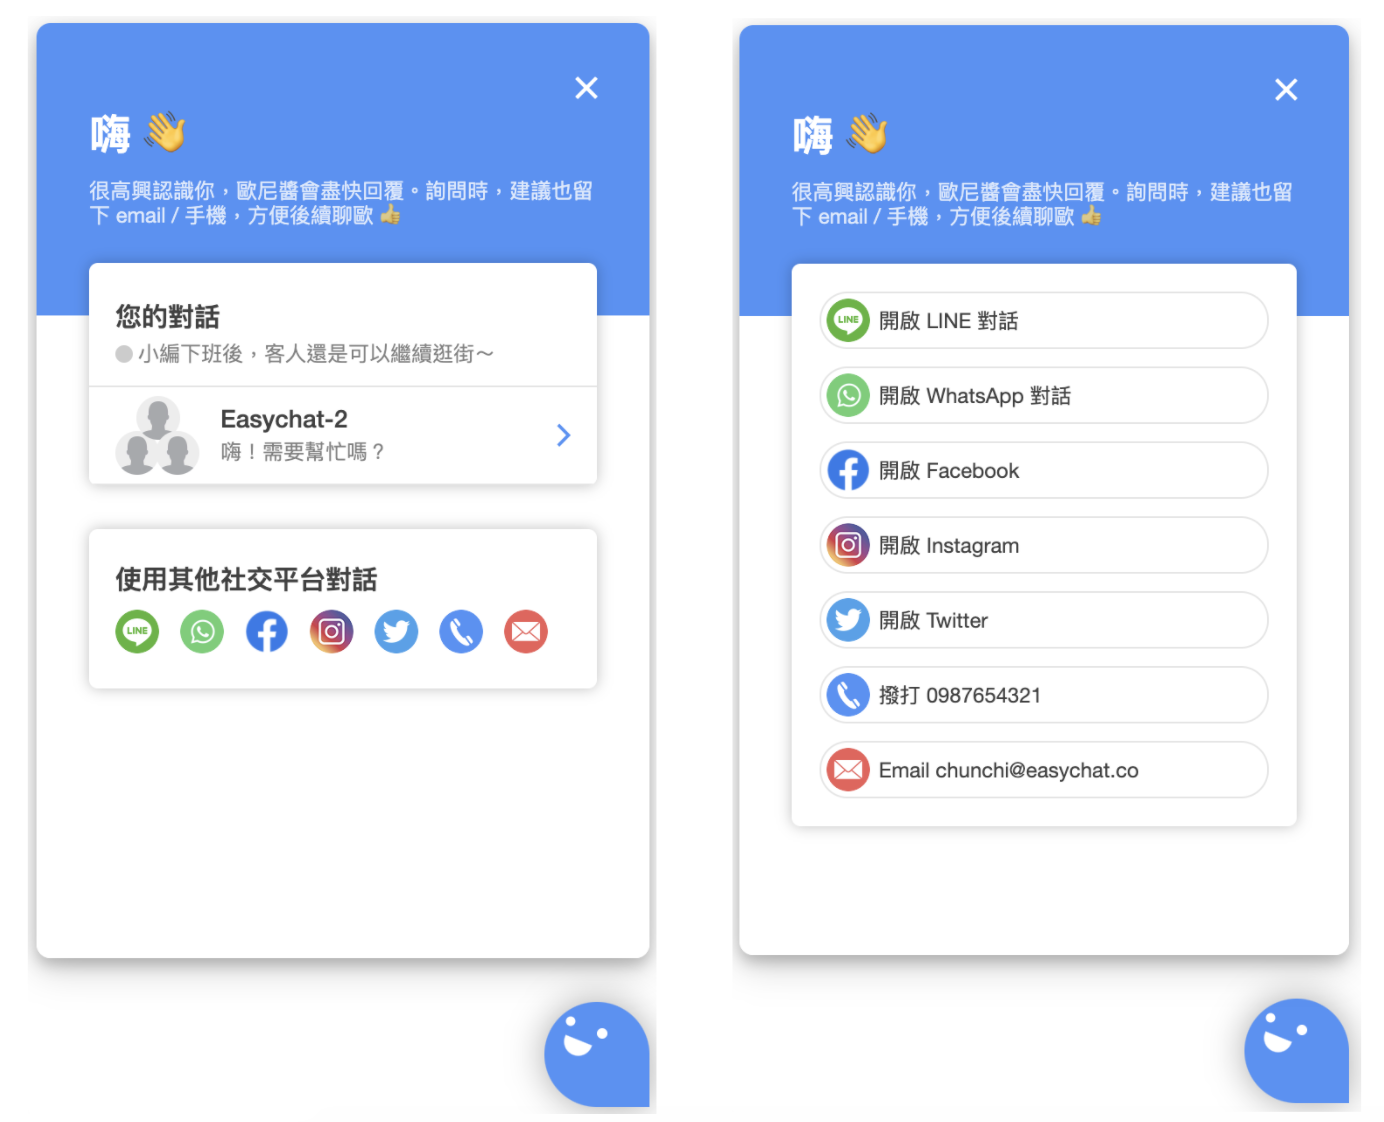 嗨 👋
很高興認識你，歐尼醬會盡快回覆。詢問時，建議也留
下 email / 手機，方便後續聊歐 👍
您的對話
小編下班後，客人還是可以繼續逛街～
Easychat-2
嗨！需要幫忙嗎？
使用其他社交平台對話
LINE
嗨 👋
很高興認識你，歐尼醬會盡快回覆。詢問時，建議也留
下 email / 手機，方便後續聊歐 👍
LINE 開啟 LINE 對話
開啟 WhatsApp 對話
開啟 Facebook
開啟 Instagram
開啟 Twitter
撥打 0987654321
Email chunchi@easychat.co